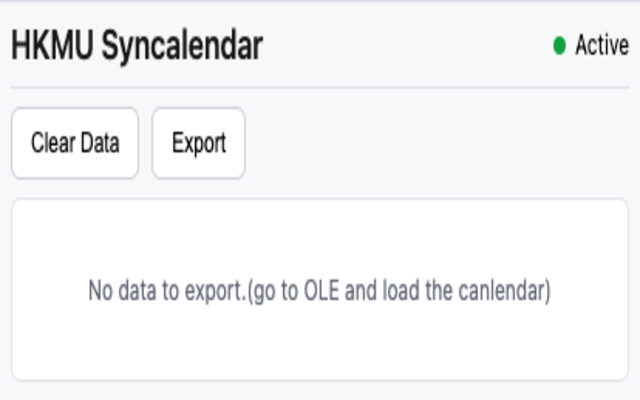 HKMU Syncalendar
Active
Clear Data
Export
No data to export.(go to OLE and load the canlendar)